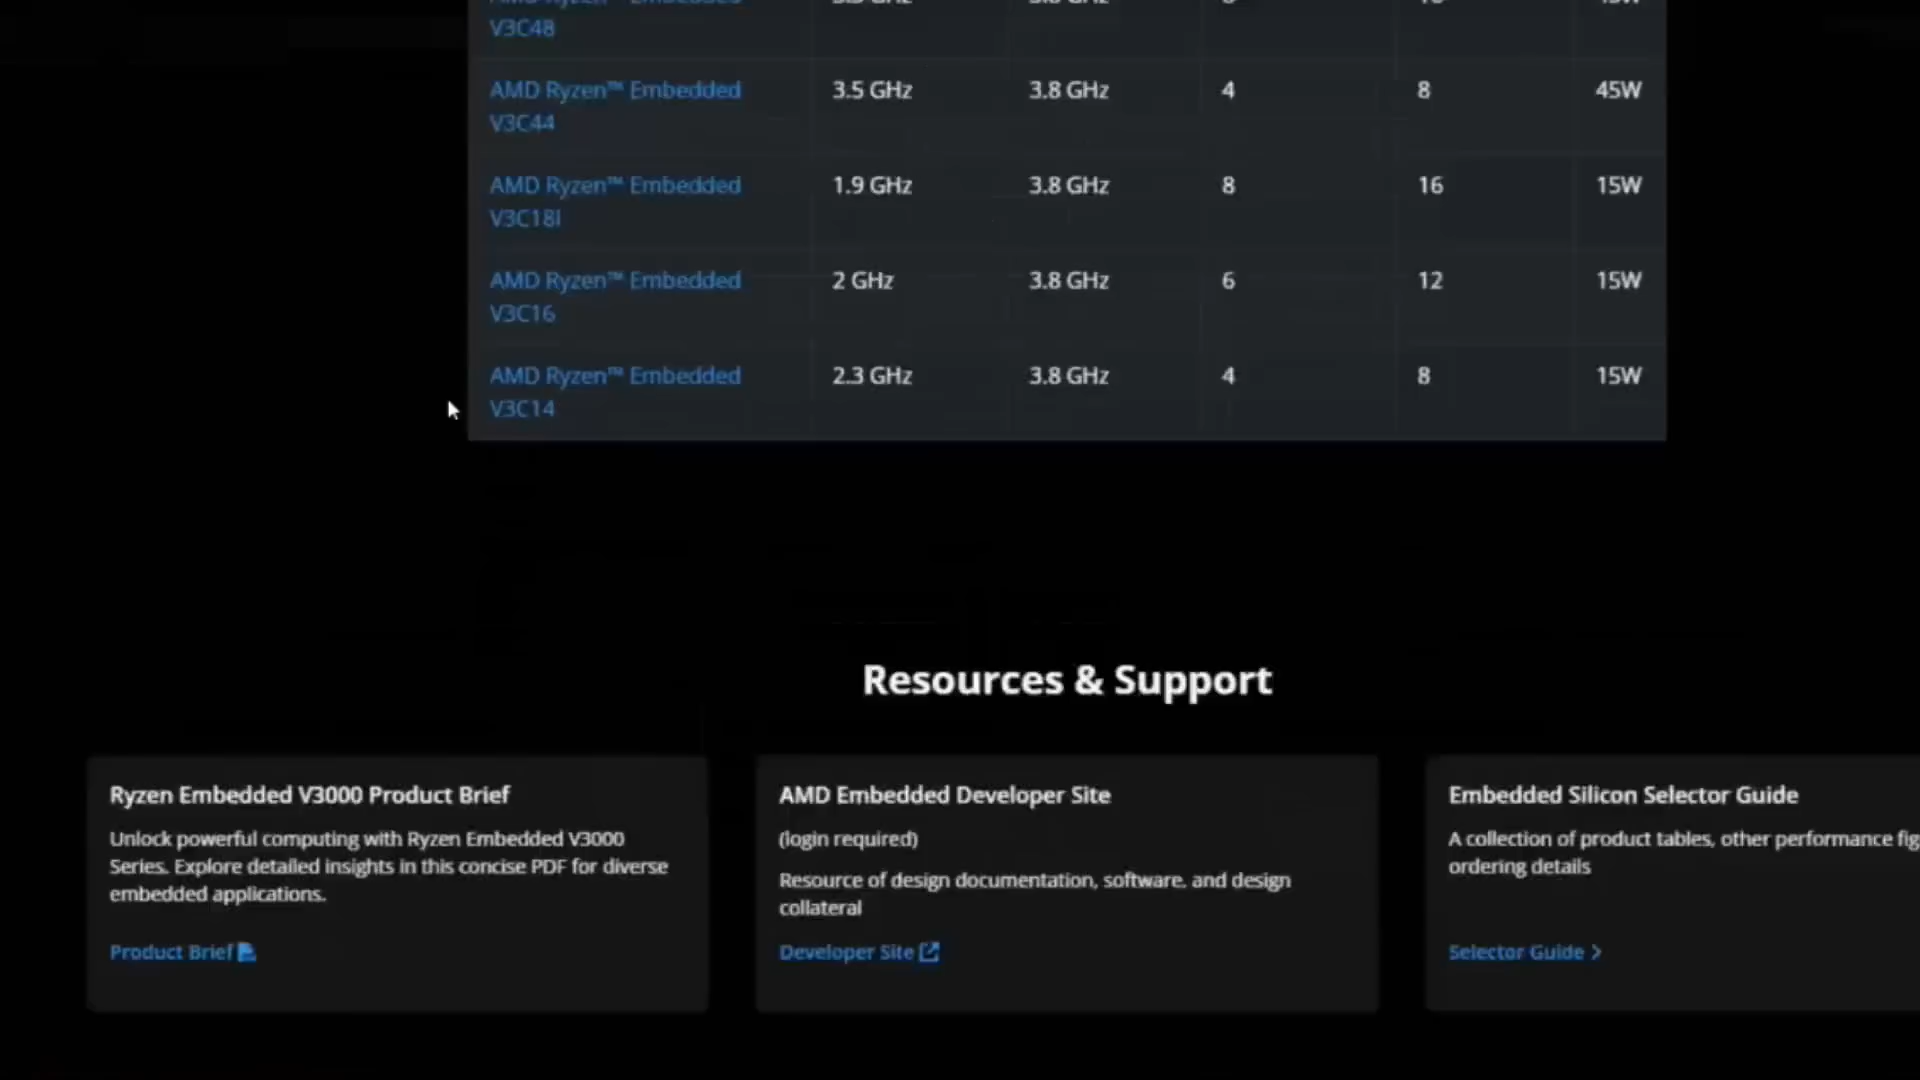 V3C48
AMD Ryzen™ Embedded 3.5 GHz 3.8 GHz 4 8 45W
V3C44
AMD Ryzen™ Embedded 1.9 GHz 3.8 GHz 8 16 15W
V3C18I
AMD Ryzen™ Embedded 2 GHz 3.8 GHz 6 12 15W
V3C16
AMD Ryzen™ Embedded 2.3 GHz 3.8 GHz 4 8 15W
V3C14
Resources & Support
Ryzen Embedded V3000 Product Brief
Unlock powerful computing with Ryzen Embedded V3000
Series. Explore detailed insights in this concise PDF for diverse
embedded applications.
Product Brief
AMD Embedded Developer Site
(login required)
Resource of design documentation, software, and design
collateral
Developer Site
Embedded Silicon Selector Guide
A collection of product tables, other performance fig
ordering details
Selector Guide